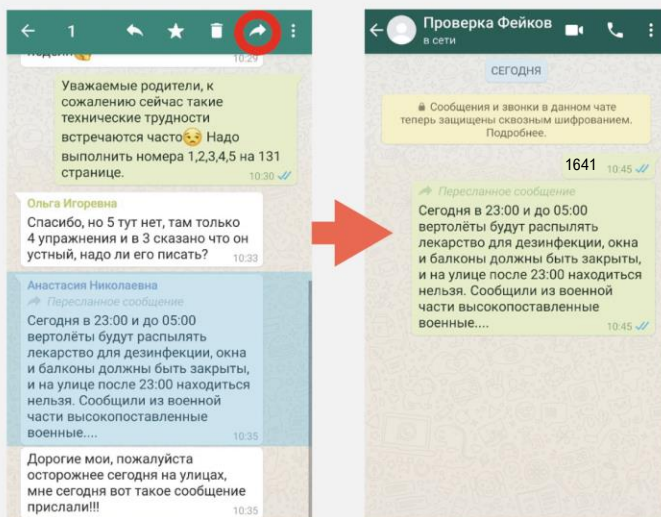 1
подели
10:29
Уважаемые родители, к
сожалению сейчас такие
технические трудности
встречаются часто Надо
выполнить номера 1,2,3,4,5 на 131
странице.
10:30
Ольга Игоревна
Спасибо, но 5 тут нет, там только
4 упражнения и в 3 сказано что он
устный, надо ли его писать?
10:33
Анастасия Николаевна
Пересланное сообщение
Сегодня в 23:00 и до 05:00
вертолёты будут распылять
лекарство для дезинфекции, окна
и балконы должны быть закрыты,
и на улице после 23:00 находиться
нельзя. Сообщили из военной
части высокопоставленные
военные....
10:35
Дорогие мои, пожалуйста
осторожнее сегодня на улицах,
мне сегодня вот такое сообщение
прислали!!!
10:35
Проверка Фейков
в сети
СЕГОДНЯ
Сообщения и звонки в данном чате
теперь защищены сквозным шифрованием.
Подробнее.
1641 10:45
Пересланное сообщение
Сегодня в 23:00 и до 05:00
вертолёты будут распылять
лекарство для дезинфекции, окна
и балконы должны быть закрыты,
и на улице после 23:00 находиться
нельзя. Сообщили из военной
части высокопоставленные
военные....
10:45